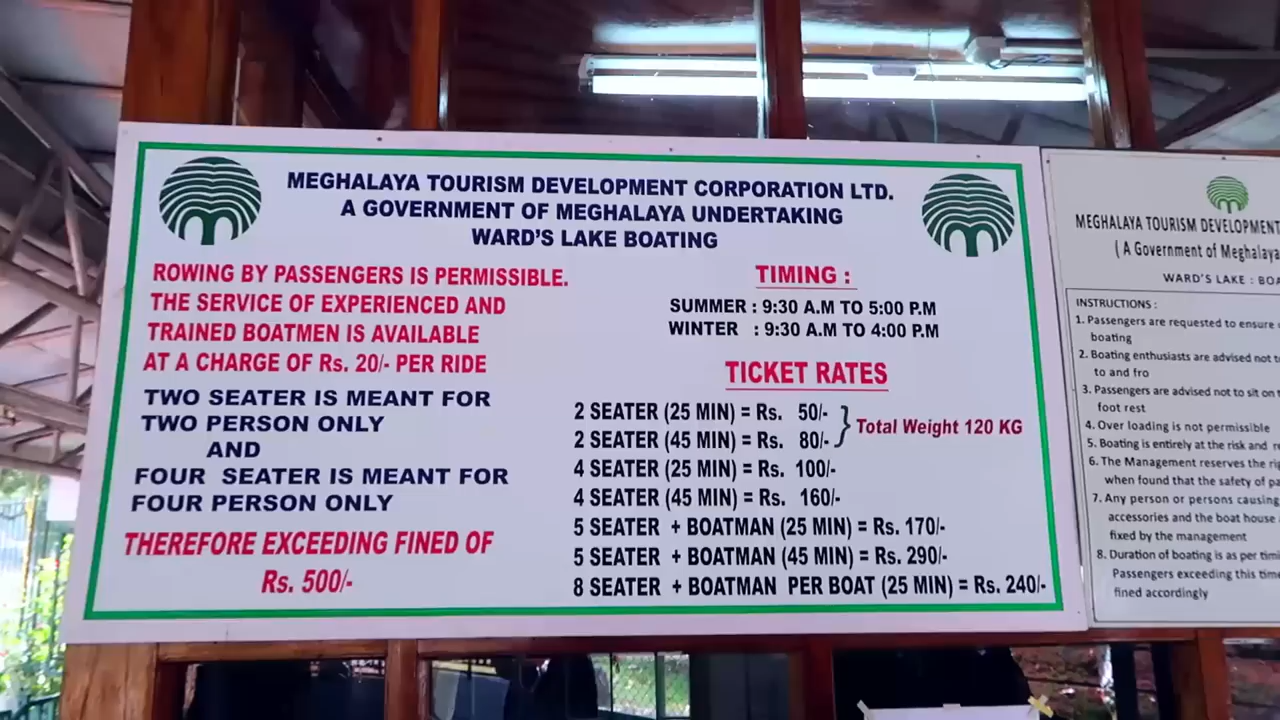 MEGHALAYA TOURISM DEVELOPMENT CORPORATION LTD.
A GOVERNMENT OF MEGHALAYA UNDERTAKING
WARD'S LAKE BOATING
ROWING BY PASSENGERS IS PERMISSIBLE.
THE SERVICE OF EXPERIENCED AND
TRAINED BOATMEN IS AVAILABLE
AT A CHARGE OF Rs. 20/- PER RIDE
TWO SEATER IS MEANT FOR
TWO PERSON ONLY
AND
FOUR SEATER IS MEANT FOR
FOUR PERSON ONLY
THEREFORE EXCEEDING FINED OF
Rs. 500/-
TIMING :
SUMMER : 9:30 A.M TO 5:00 P.M
WINTER : 9:30 A.M TO 4:00 P.M
TICKET RATES
2 SEATER (25 MIN) = Rs. 50/-
2 SEATER (45 MIN) = Rs. 80/-
Total Weight 120 KG
4 SEATER (25 MIN) = Rs. 100/-
4 SEATER (45 MIN) = Rs. 160/-
5 SEATER + BOATMAN (25 MIN) = Rs. 170/-
5 SEATER + BOATMAN (45 MIN) = Rs. 290/-
8 SEATER + BOATMAN PER BOAT (25 MIN) = Rs. 240/-
MEGHALAYA TOURISM DEVELOPMENT
( A Government of Meghalaya
WARD'S LAKE :
INSTRUCTIONS :
1. Passengers are requested to ensure
boating
2. Boating enthusiasts are advised not
to and fro
3. Passengers are advised not to sit on
foot rest
4. Over loading is not permissible
5. Boating is entirely at the risk and
6. The Management reserves the
when found that the safety of
7. Any person or persons causing
accessories and the boat house
fixed by the management
8. Duration of boating is as per
Passengers exceeding this
fined accordingly